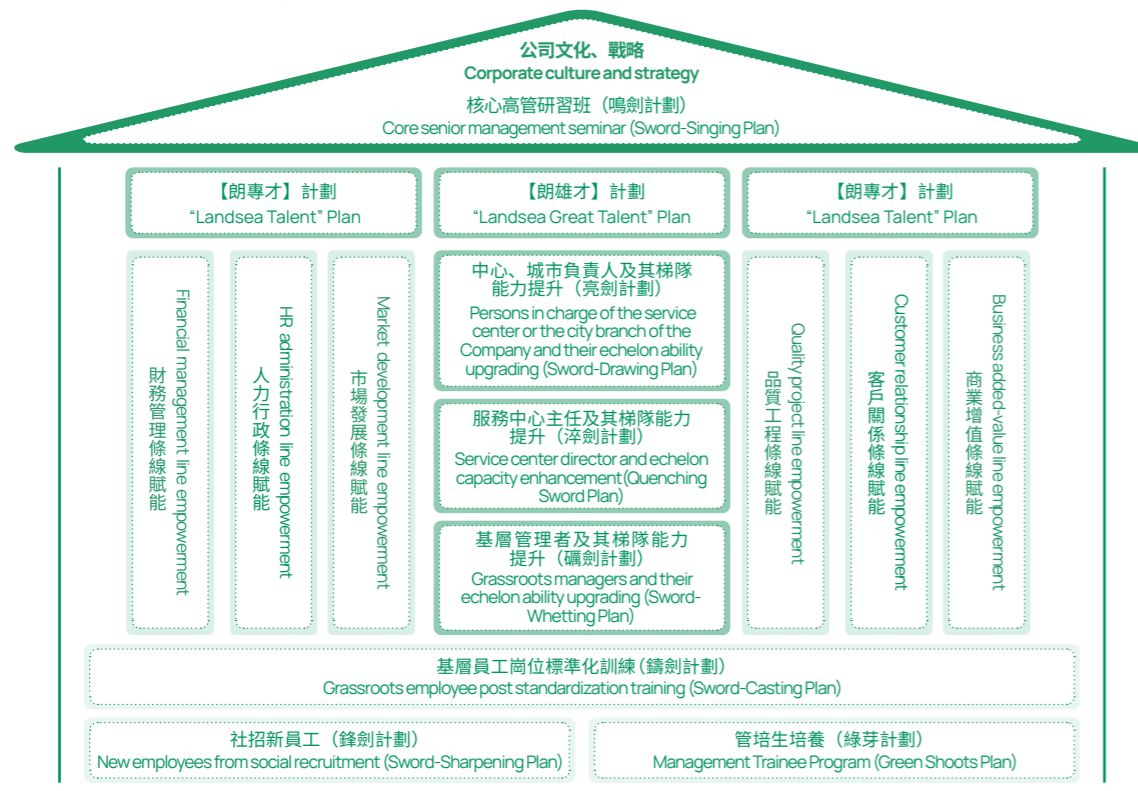 公司文化、戰略
Corporate culture and strategy
核心高管研習班（鳴劍計劃）
Core senior management seminar (Sword-Singing Plan)
【朗專才】計劃
“Landsea Talent” Plan
【朗雄才】計劃
“Landsea Great Talent” Plan
【朗專才】計劃
“Landsea Talent” Plan
財務管理條線賦能
Financial management line empowerment
人力行政條線賦能
HR administration line empowerment
市場發展條線賦能
Market development line empowerment
中心、城市負責人及其梯隊
能力提升（亮劍計劃）
Persons in charge of the service
center or the city branch of the
Company and their echelon ability
upgrading (Sword-Drawing Plan)
服務中心主任及其梯隊能力
提升（淬劍計劃）
Service center director and echelon
capacity enhancement(Quenching
Sword Plan)
基層管理者及其梯隊能力
提升（礪劍計劃）
Grassroots managers and their
echelon ability upgrading (Sword-
Whetting Plan)
品質工程條線賦能
Quality project line empowerment
客戶關係條線賦能
Customer relationship line empowerment
商業增值條線賦能
Business added-value line empowerment
基層員工崗位標準化訓練（鑄劍計劃）
Grassroots employee post standardization training (Sword-Casting Plan)
社招新員工（鋒劍計劃）
New employees from social recruitment (Sword-Sharpening Plan)
管培生培養（綠芽計劃）
Management Trainee Program (Green Shoots Plan)